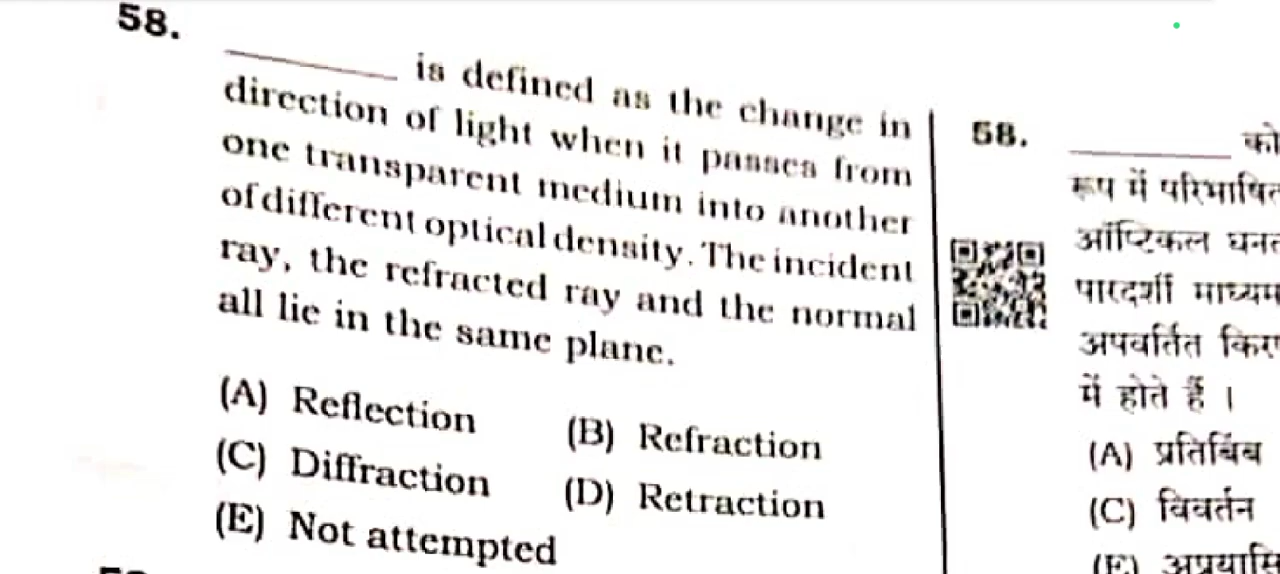 58.
________ is defined as the change in
direction of light when it passes from
one transparent medium into another
of different optical density. The incident
ray, the refracted ray and the normal
all lie in the same plane.
(A) Reflection (B) Refraction
(C) Diffraction (D) Retraction
(E) Not attempted
58. ________ को
रूप में परिभाषित
ऑप्टिकल
पारदर्शी माध्यम
अपवर्तित
में होते हैं ।
(A) प्रतिबिंब
(C) विवर्तन
(E)